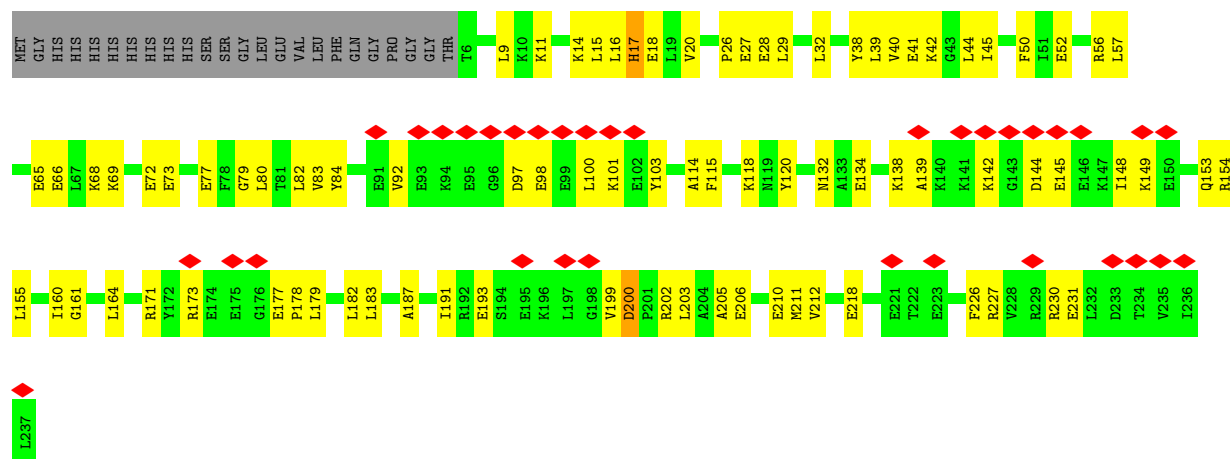 MET GLY HIS HIS HIS HIS HIS HIS HIS HIS HIS SER SER GLY LEU GLU VAL LEU PHE GLN GLY PRO GLY GLY THR T6 L9 K10 K11 K14 L15 L16 H17 E18 L19 V20 P26 E27 E28 L29 L32 Y38 L39 V40 E41 K42 G43 L44 I45 F50 I51 E52 R56 L57
E65 E66 L67 K68 K69 E72 E73 E77 F78 G79 L80 T81 L82 V83 Y84 E91 V92 E93 K94 E95 G96 D97 E98 E99 L100 K101 E102 Y103 A114 F115 K118 N119 Y120 N132 A133 E134 K138 A139 K140 K141 K142 G143 D144 E145 E146 K147 I148 K149 E150 Q153 R154
L155 I160 G161 L164 R171 Y172 R173 E174 E175 G176 E177 P178 L179 L182 L183 A187 I191 R192 E193 S194 E195 K196 L197 G198 V199 D200 P201 R202 L203 A204 A205 E206 E210 M211 V212 E218 E221 T222 E223 F226 R227 V228 R229 R230 E231 L232 D233 T234 V235 I236
L237